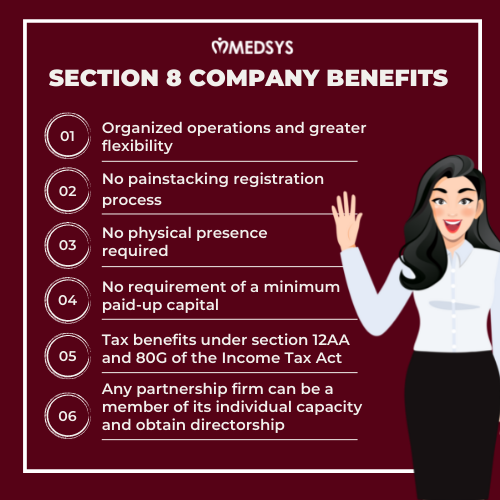 MEDSYS
SECTION 8 COMPANY BENEFITS
01
Organized operations and greater
flexibility
02
No painstacking registration
process
03
No physical presence
required
04
No requirement of a minimum
paid-up capital
05
Tax benefits under section 12AA
and 80G of the Income Tax Act
06
Any partnership firm can be a
member of its individual capacity
and obtain directorship